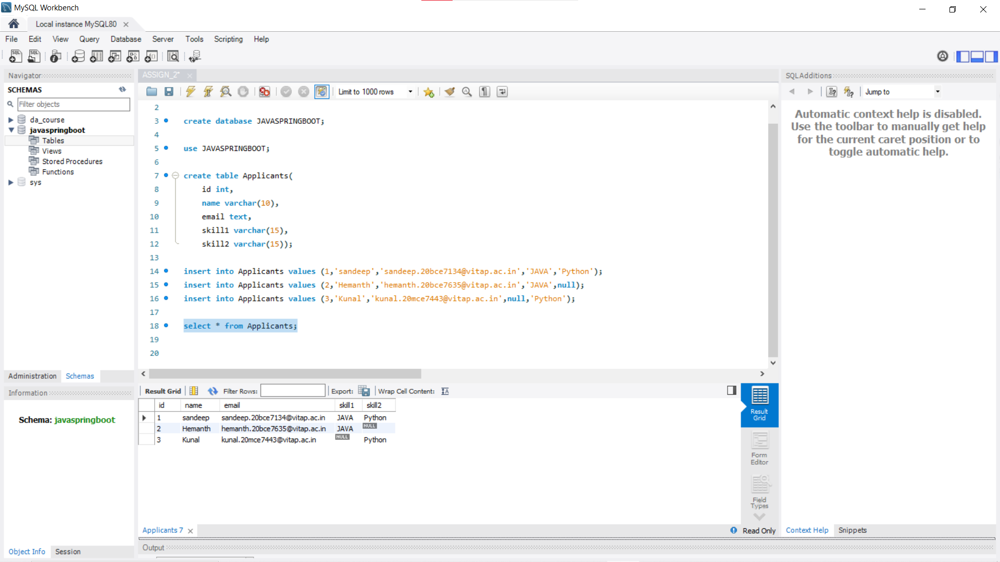 MySQL Workbench
Local instance MySQL80
File Edit View Query Database Server Tools Scripting Help
Navigator
SCHEMAS
Filter objects
da_course
javaspringboot
Tables
Views
Stored Procedures
Functions
sys
Administration Schemas
Information
Schema: javaspringboot
Object Info Session
ASSIGN_2*
Limit to 1000 rows
2
3 create database JAVASPRINGBOOT;
4
5 use JAVASPRINGBOOT;
6
7 create table Applicants(
8 id int,
9 name varchar(10),
10 email text,
11 skill1 varchar(15),
12 skill2 varchar(15));
13
14 insert into Applicants values (1,'sandeep','sandeep.20bce7134@vitap.ac.in','JAVA','Python');
15 insert into Applicants values (2,'Hemanth','hemanth.20bce7635@vitap.ac.in','JAVA',null);
16 insert into Applicants values (3,'Kunal','kunal.20mce7443@vitap.ac.in',null,'Python');
17
18 select * from Applicants;
19
20
Result Grid Filter Rows: Export: Wrap Cell Content:
id name email skill1 skill2
1 sandeep sandeep.20bce7134@vitap.ac.in JAVA Python
2 Hemanth hemanth.20bce7635@vitap.ac.in JAVA NULL
3 Kunal kunal.20mce7443@vitap.ac.in NULL Python
Result
Grid
Form
Editor
Field
Types
Applicants 7
Read Only
Output
SQLAdditions
Jump to
Automatic context help is disabled.
Use the toolbar to manually get help
for the current caret position or to
toggle automatic help.
Context Help Snippets